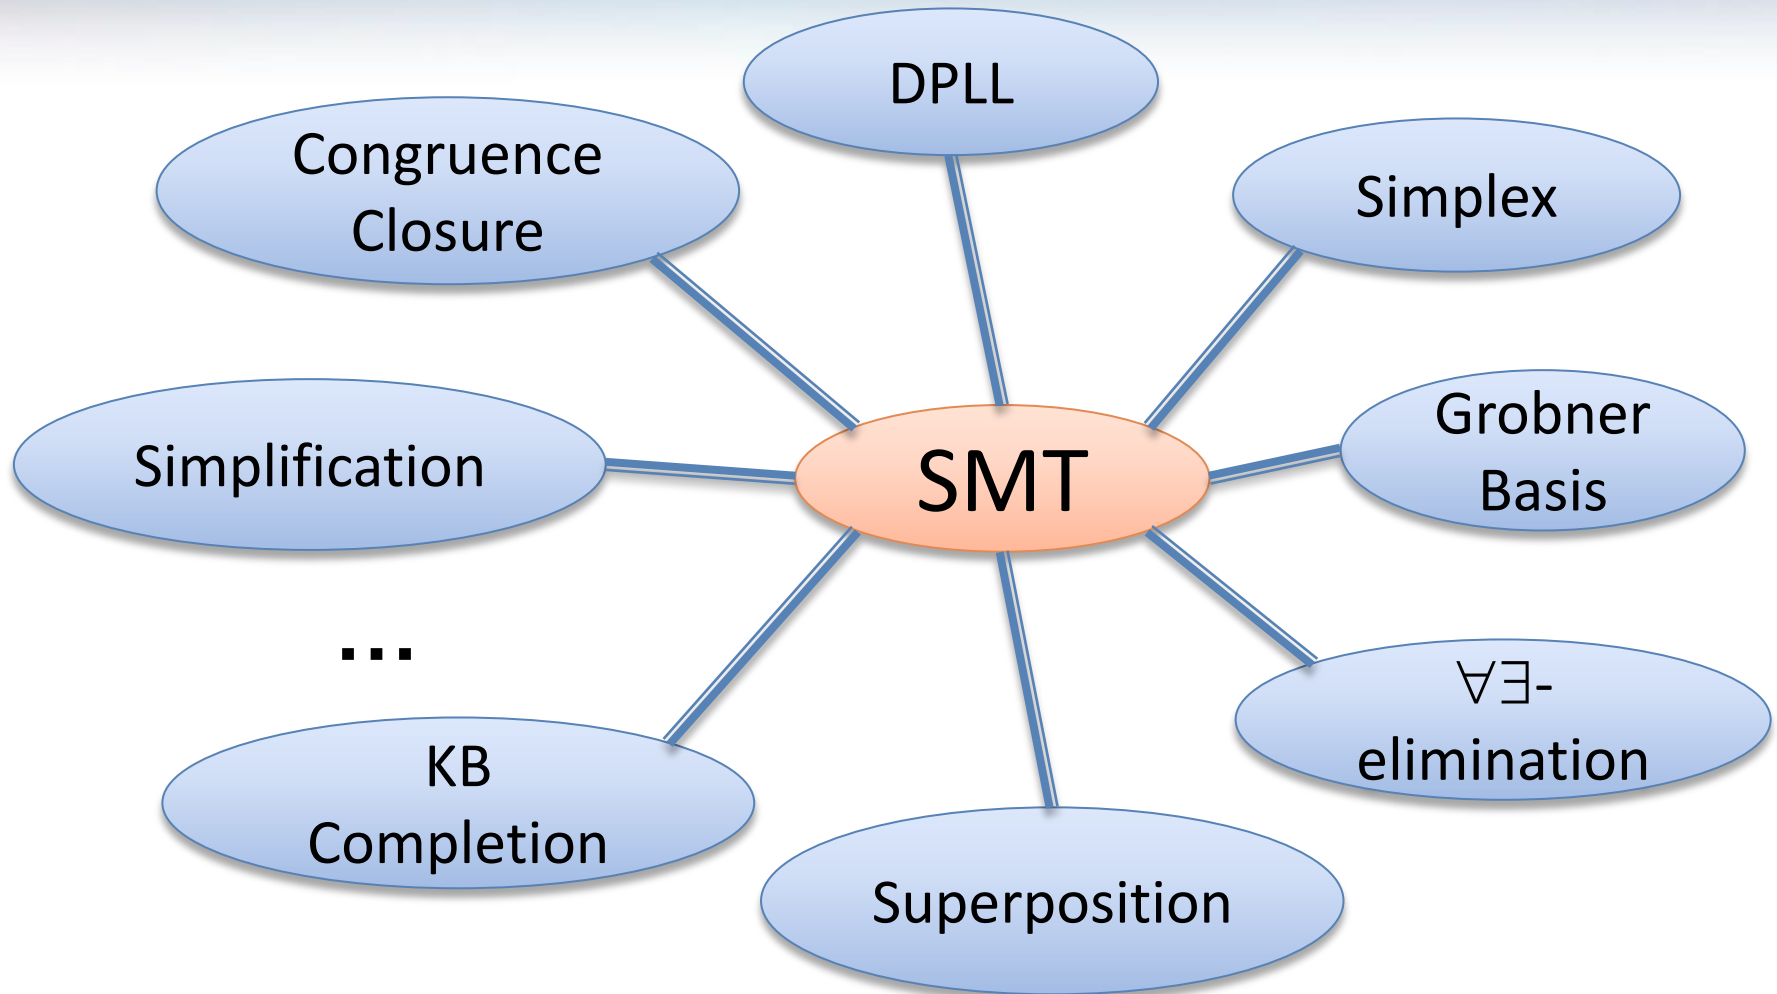 DPLL
Congruence
Closure
Simplex
Simplification
SMT
Grobner
Basis
...
∀∃-
elimination
KB
Completion
Superposition